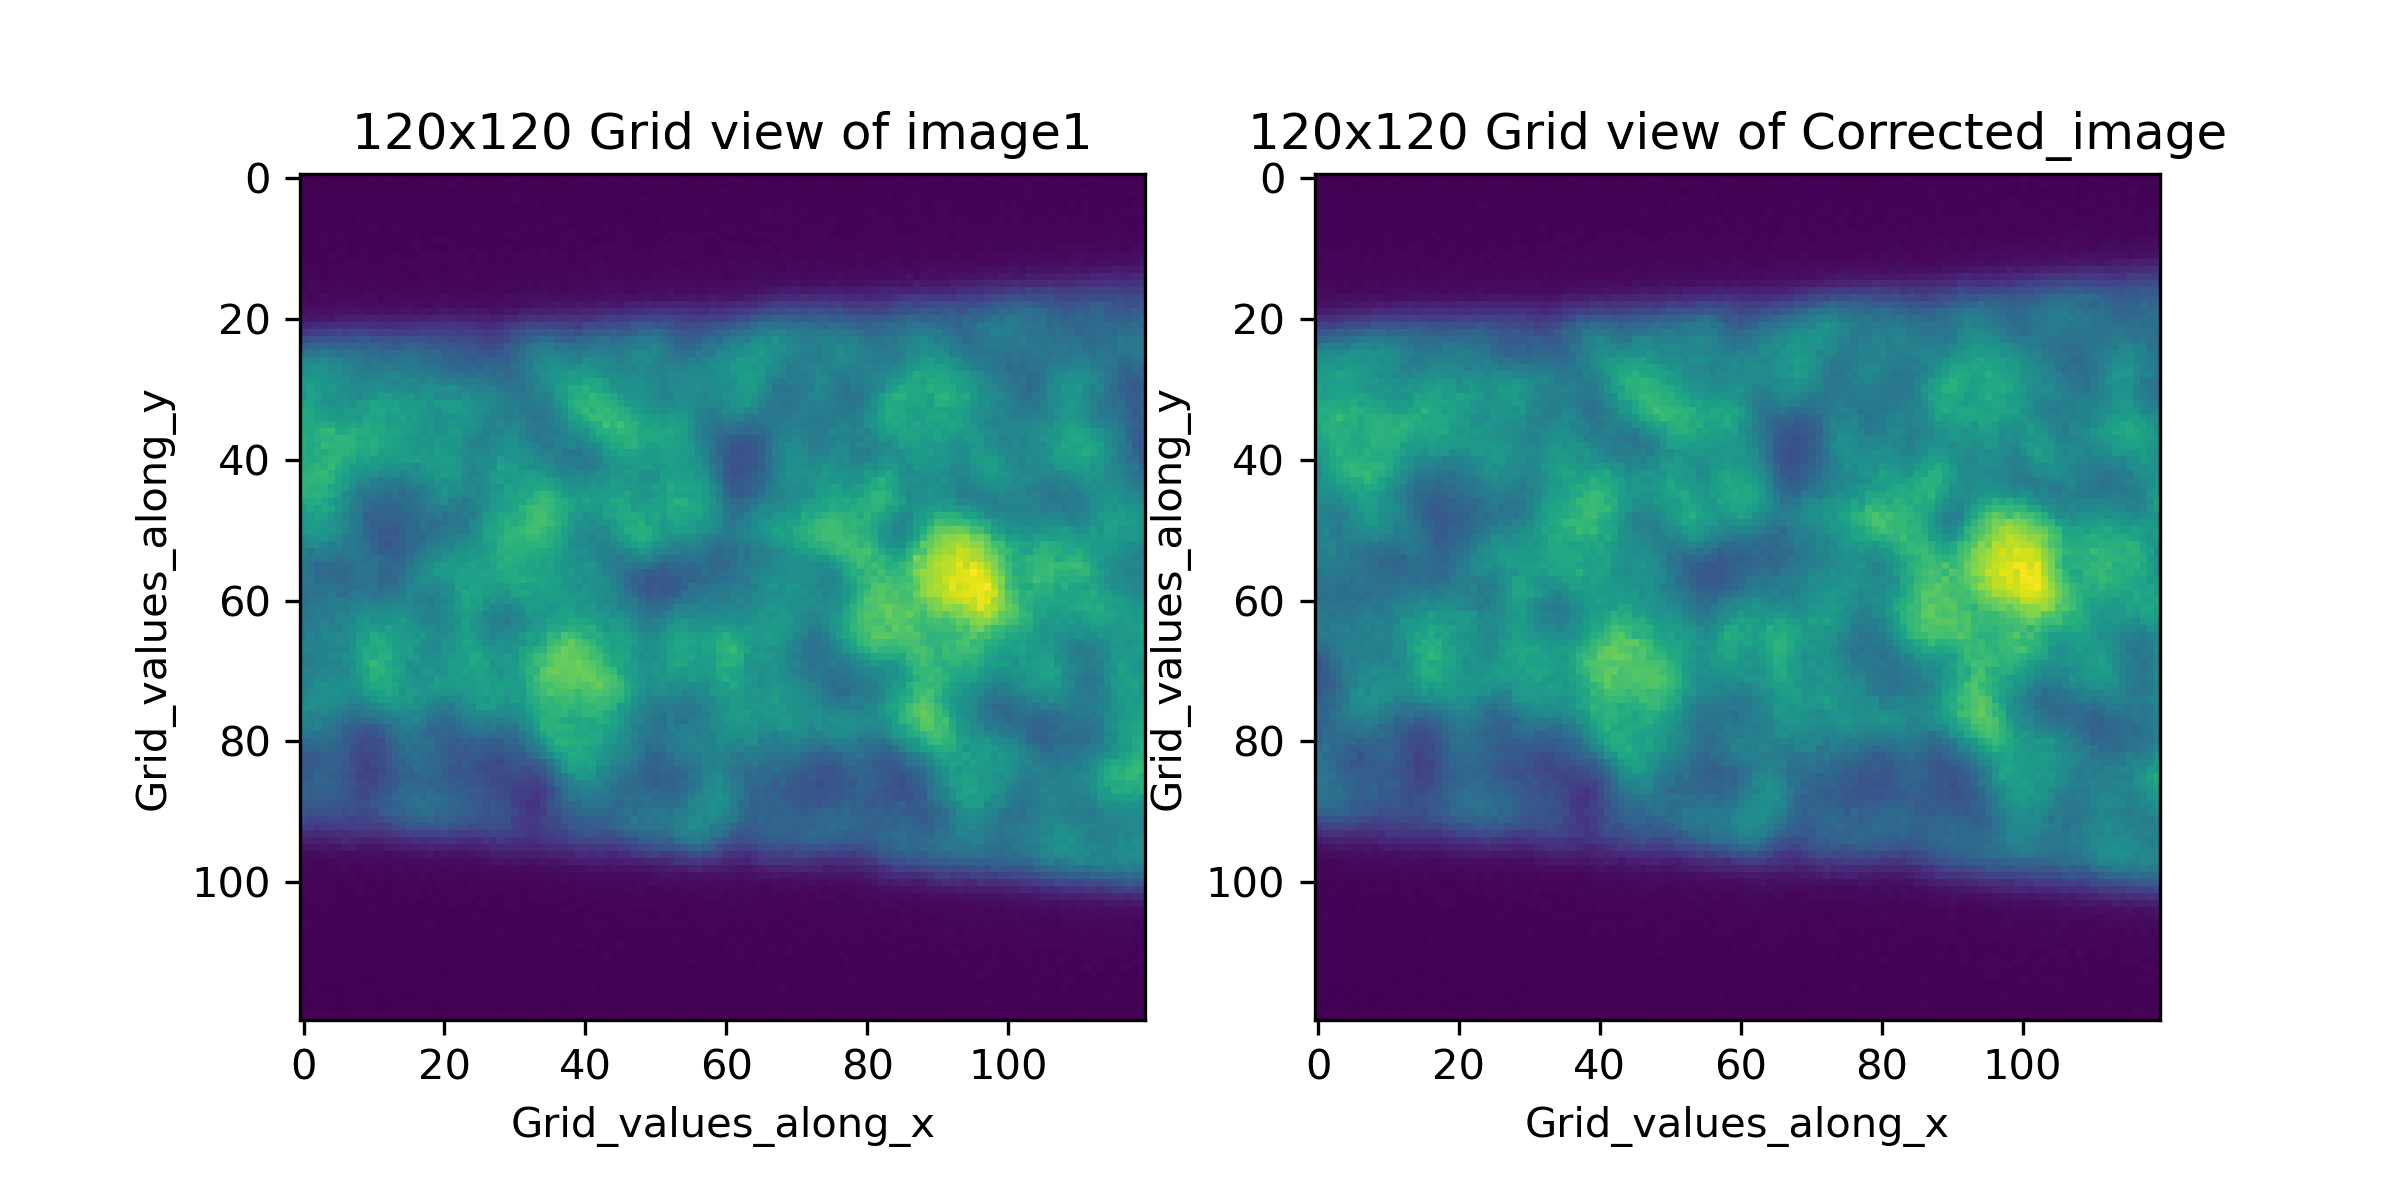 120x120 Grid view of image1
Grid_values_along_y
0
20
40
60
80
100
0 20 40 60 80 100
Grid_values_along_x
120x120 Grid view of Corrected_image
Grid_values_along_y
0
20
40
60
80
100
0 20 40 60 80 100
Grid_values_along_x